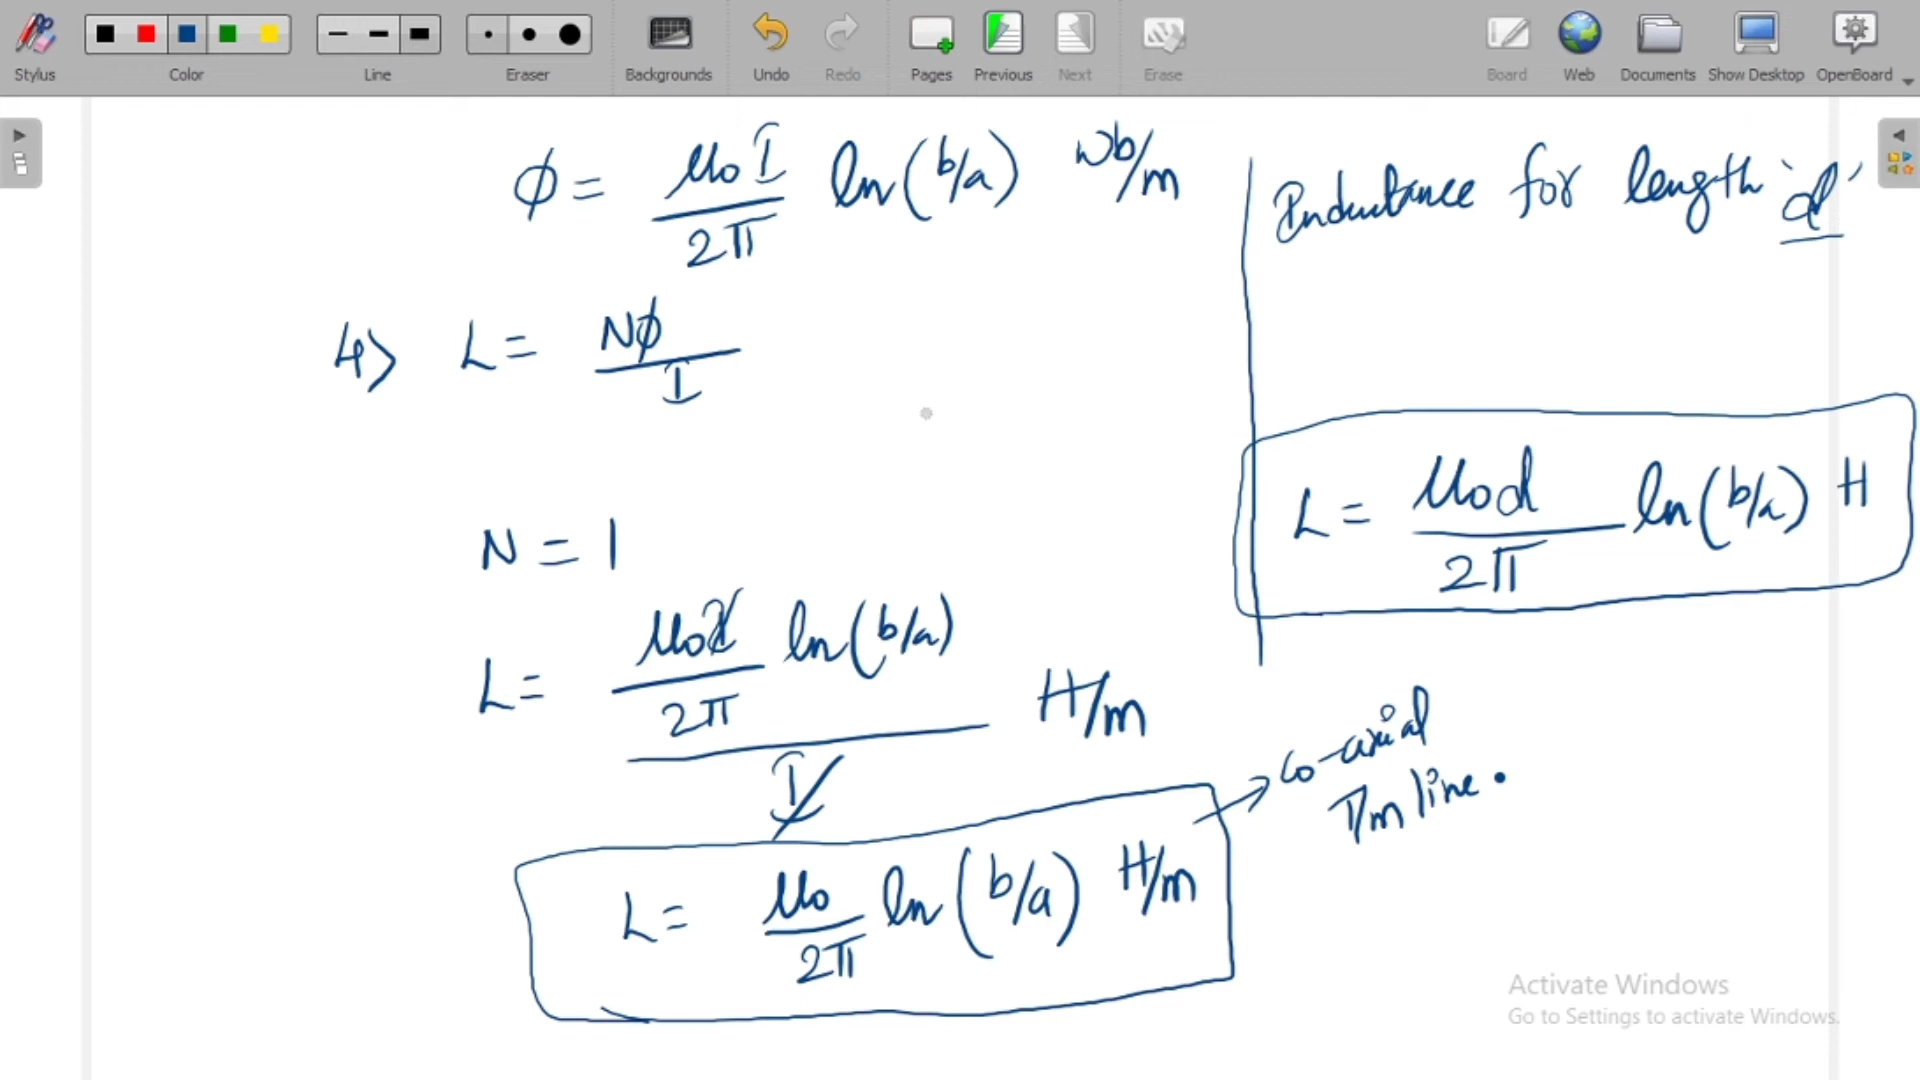 Stylus
Color
Line
Eraser
Backgrounds
Undo
Redo
Pages
Previous
Next
Erase
Board
Web
Documents
Show Desktop
OpenBoard
ϕ = μ₀I/2π ln(b/a) Wb/m
4> L = Nϕ/I
N = 1
L = μ₀I/2π ln(b/a) / I H/m
L = μ₀/2π ln(b/a) H/m
Co-axial
T/m line.
Inductance for length 'd'
L = μ₀d/2π ln(b/a) H
Activate Windows
Go to Settings to activate Windows.